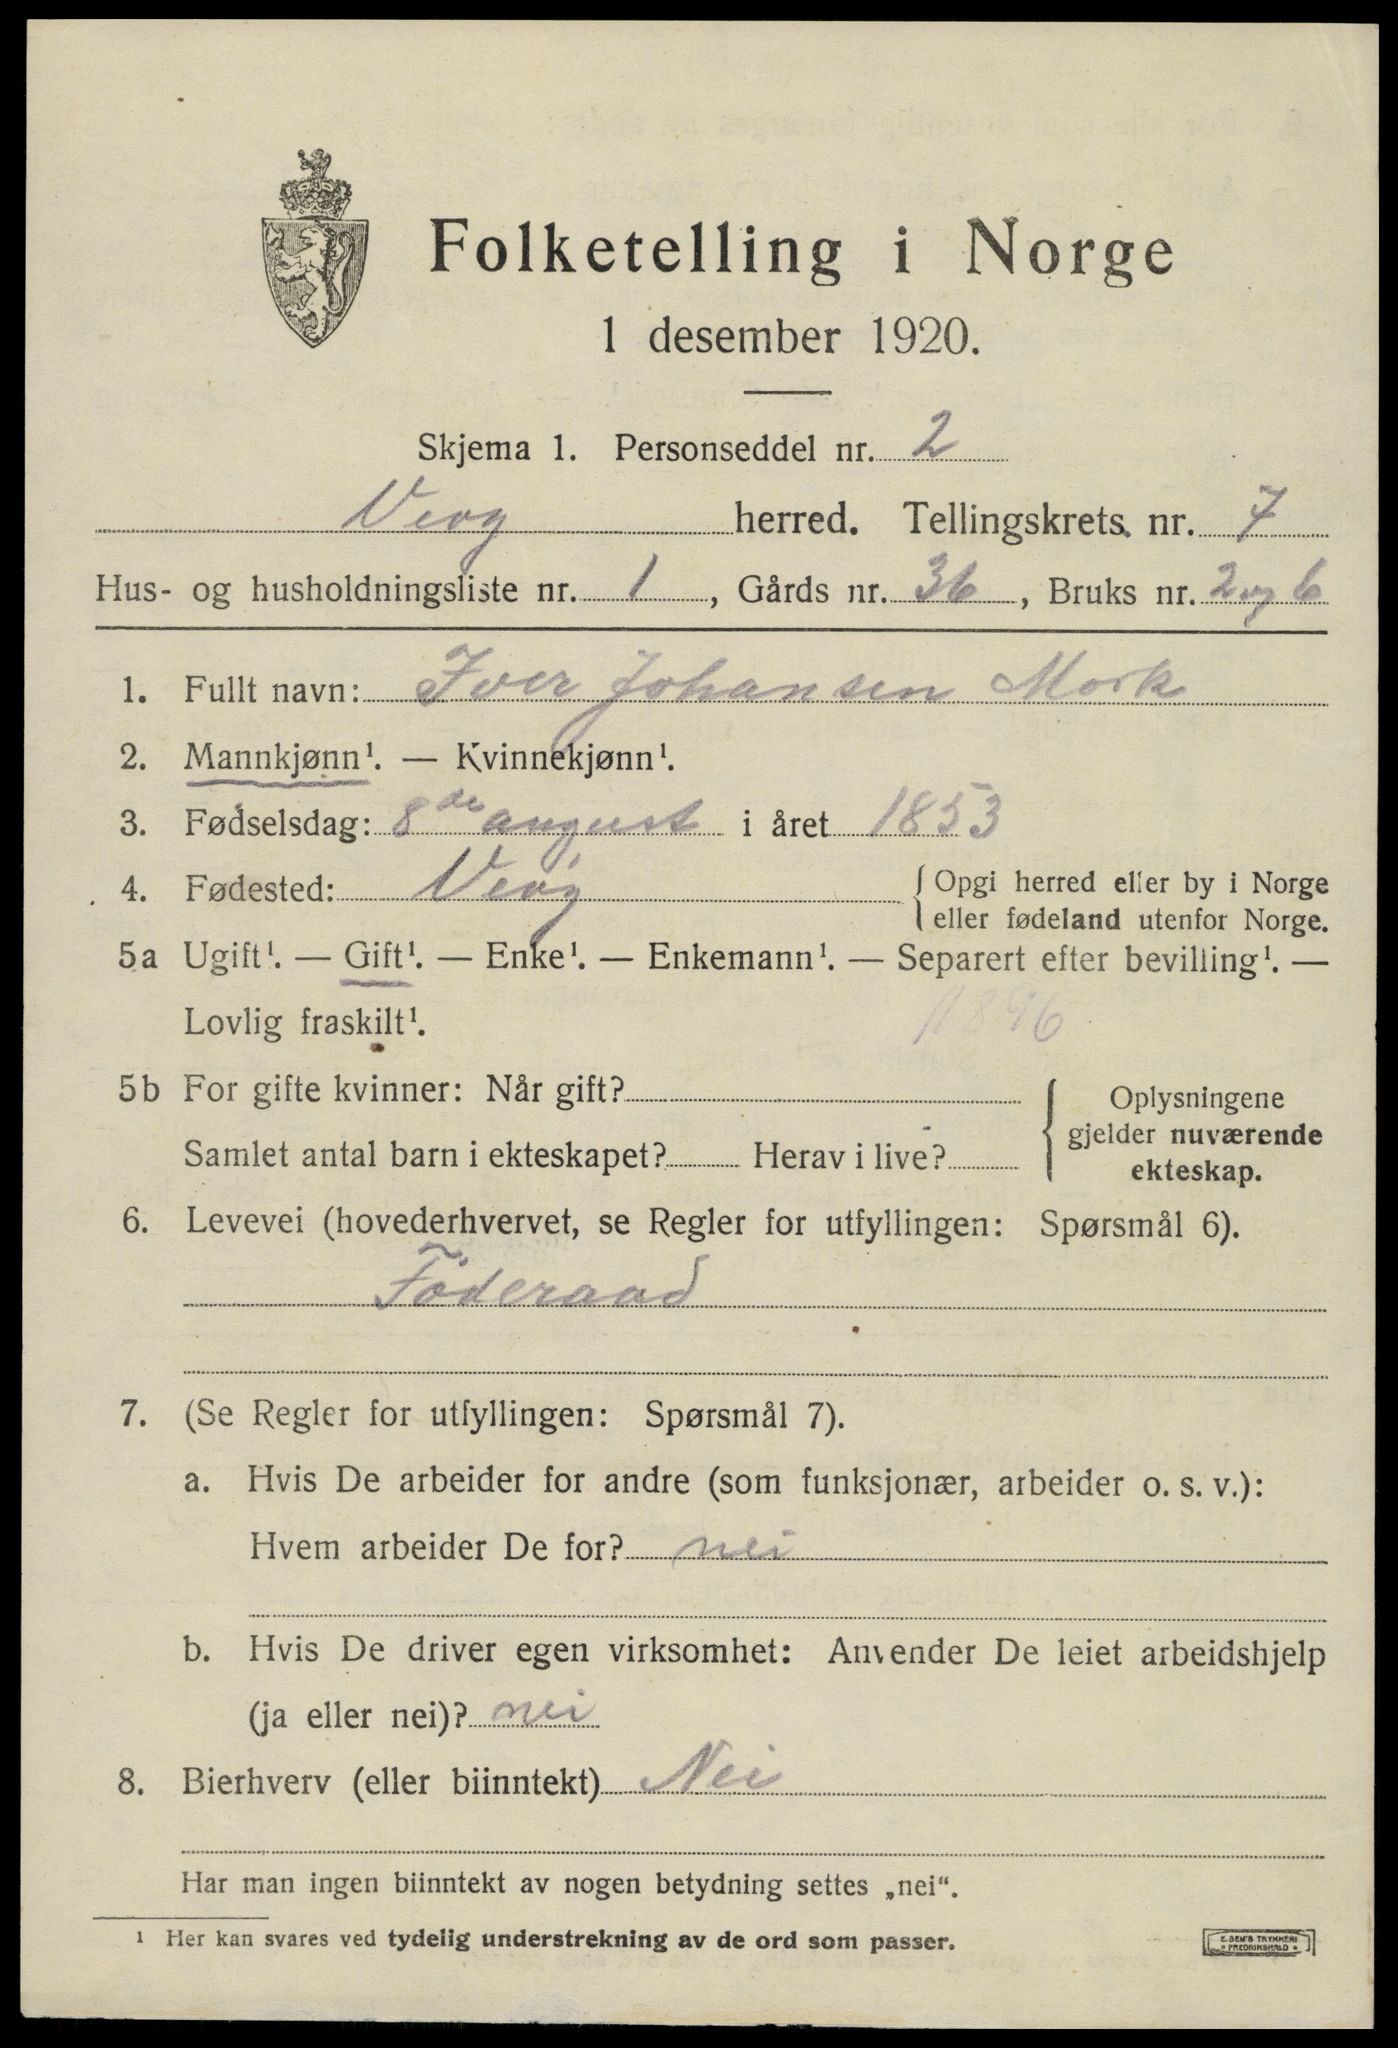 Folketelling i Norge
1 desember 1920.
Skjema 1. Personseddel nr. 2
Vevg herred. Tellingskrets nr. 7
Hus- og husholdningsliste nr. 1, Gårds nr. 36, Bruks nr. 2 og 6
1. Fullt navn: Iver Johansen Mork
2. Mannkjønn¹. — Kvinnekjønn¹.
3. Fødselsdag: 8de august i året 1853
4. Fødested: { Opgi herred eller by i Norge
eller fødeland utenfor Norge.
5a Ugift¹. — Gift¹. — Enke¹. — Enkemann¹. — Separert efter bevilling¹. —
Lovlig fraskilt¹. 1896
5b For gifte kvinner: Når gift? { Oplysningene
gjelder nuværende
Samlet antal barn i ekteskapet? Herav i live?
ekteskap.
6. Levevei (hovederhvervet, se Regler for utfyllingen: Spørsmål 6).
Föderaad
7. (Se Regler for utfyllingen: Spørsmål 7).
a. Hvis De arbeider for andre (som funksjonær, arbeider o. s. v.):
Hvem arbeider De for? nei
b. Hvis De driver egen virksomhet: Anvender De leiet arbeidshjelp
(ja eller nei)? nei
8. Bierhverv (eller biinntekt) Nei
Har man ingen biinntekt av nogen betydning settes „nei“.
¹ Her kan svares ved tydelig understrekning av de ord som passer.
E. SEM'S TRYKKERI
FREDRIKSHALD